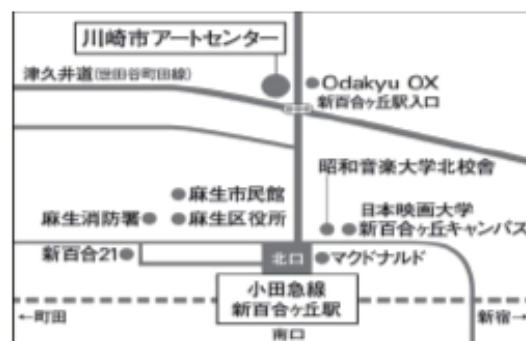 川崎市アートセンター
津久井道(世田谷町田線)
Odakyu OX
新百合ヶ丘駅入口
昭和音楽大学北校舎
麻生市民館
日本映画大学
新百合ヶ丘キャンパス
麻生消防署
麻生区役所
新百合21
北口
マクドナルド
小田急線
新百合ヶ丘駅
←町田
新宿→
南口